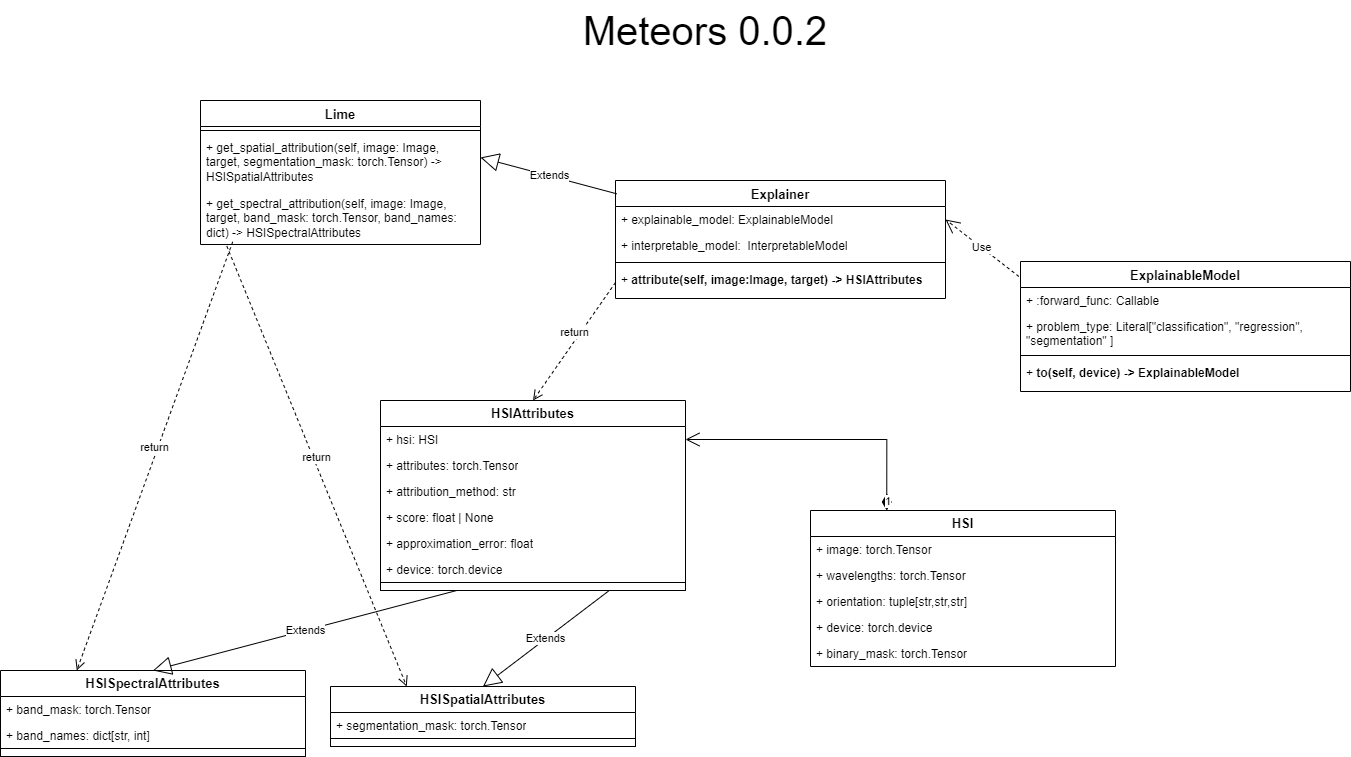 Meteors 0.0.2
Lime
+ get_spatial_attribution(self, image: Image,
target, segmentation_mask: torch.Tensor) ->
HSISpatialAttributes
+ get_spectral_attribution(self, image: Image,
target, band_mask: torch.Tensor, band_names:
dict) -> HSISpectralAttributes
Extends
Explainer
+ explainable_model: ExplainableModel
+ interpretable_model: InterpretableModel
+ attribute(self, image:Image, target) -> HSIAttributes
Use
ExplainableModel
+ :forward_func: Callable
+ problem_type: Literal["classification", "regression",
"segmentation" ]
+ to(self, device) -> ExplainableModel
return
HSIAttributes
+ hsi: HSI
+ attributes: torch.Tensor
+ attribution_method: str
+ score: float | None
+ approximation_error: float
+ device: torch.device
return
return
1
HSI
+ image: torch.Tensor
+ wavelengths: torch.Tensor
+ orientation: tuple[str,str,str]
+ device: torch.device
+ binary_mask: torch.Tensor
Extends
Extends
HSISpectralAttributes
+ band_mask: torch.Tensor
+ band_names: dict[str, int]
HSISpatialAttributes
+ segmentation_mask: torch.Tensor